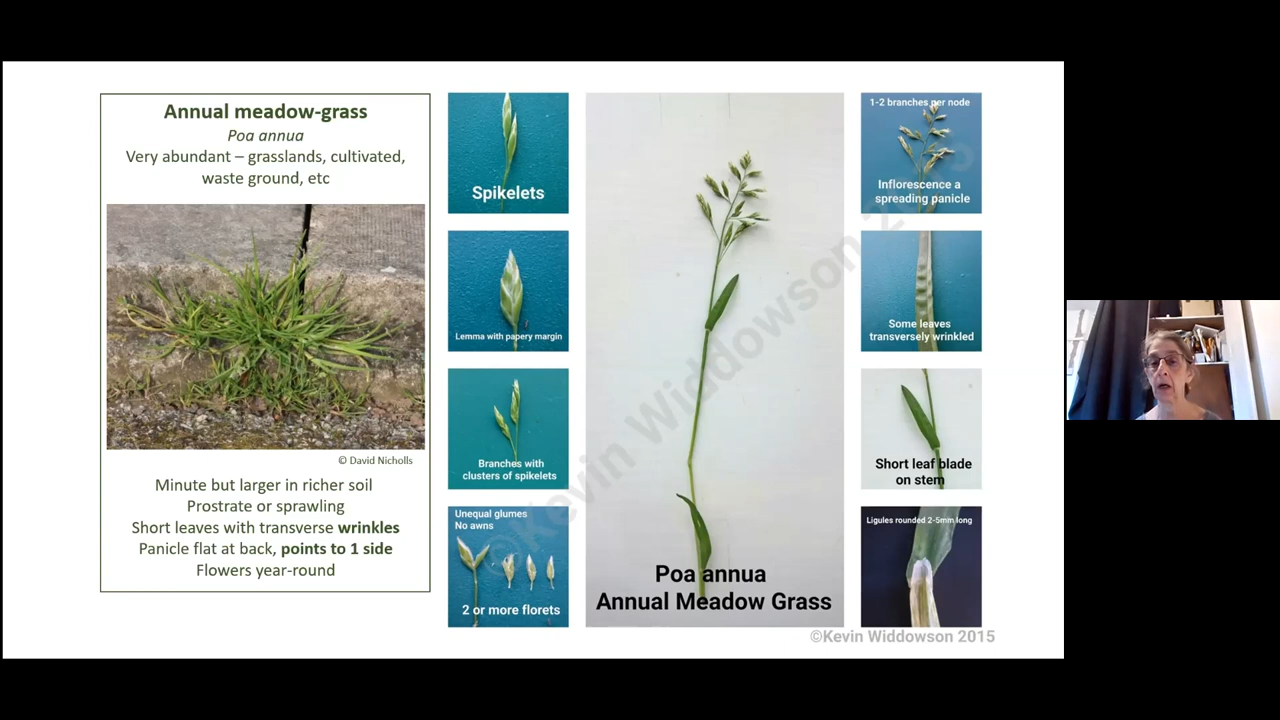 Annual meadow-grass
Poa annua
Very abundant – grasslands, cultivated,
waste ground, etc
© David Nicholls
Minute but larger in richer soil
Prostrate or sprawling
Short leaves with transverse wrinkles
Panicle flat at back, points to 1 side
Flowers year-round
Spikelets
Lemma with papery margin
Branches with
clusters of spikelets
Unequal glumes
No awns
2 or more florets
©Kevin Widdowson 2015
Poa annua
Annual Meadow Grass
1-2 branches per node
Inflorescence a
spreading panicle
Some leaves
transversely wrinkled
Short leaf blade
on stem
Ligules rounded 2-5mm long
©Kevin Widdowson 2015